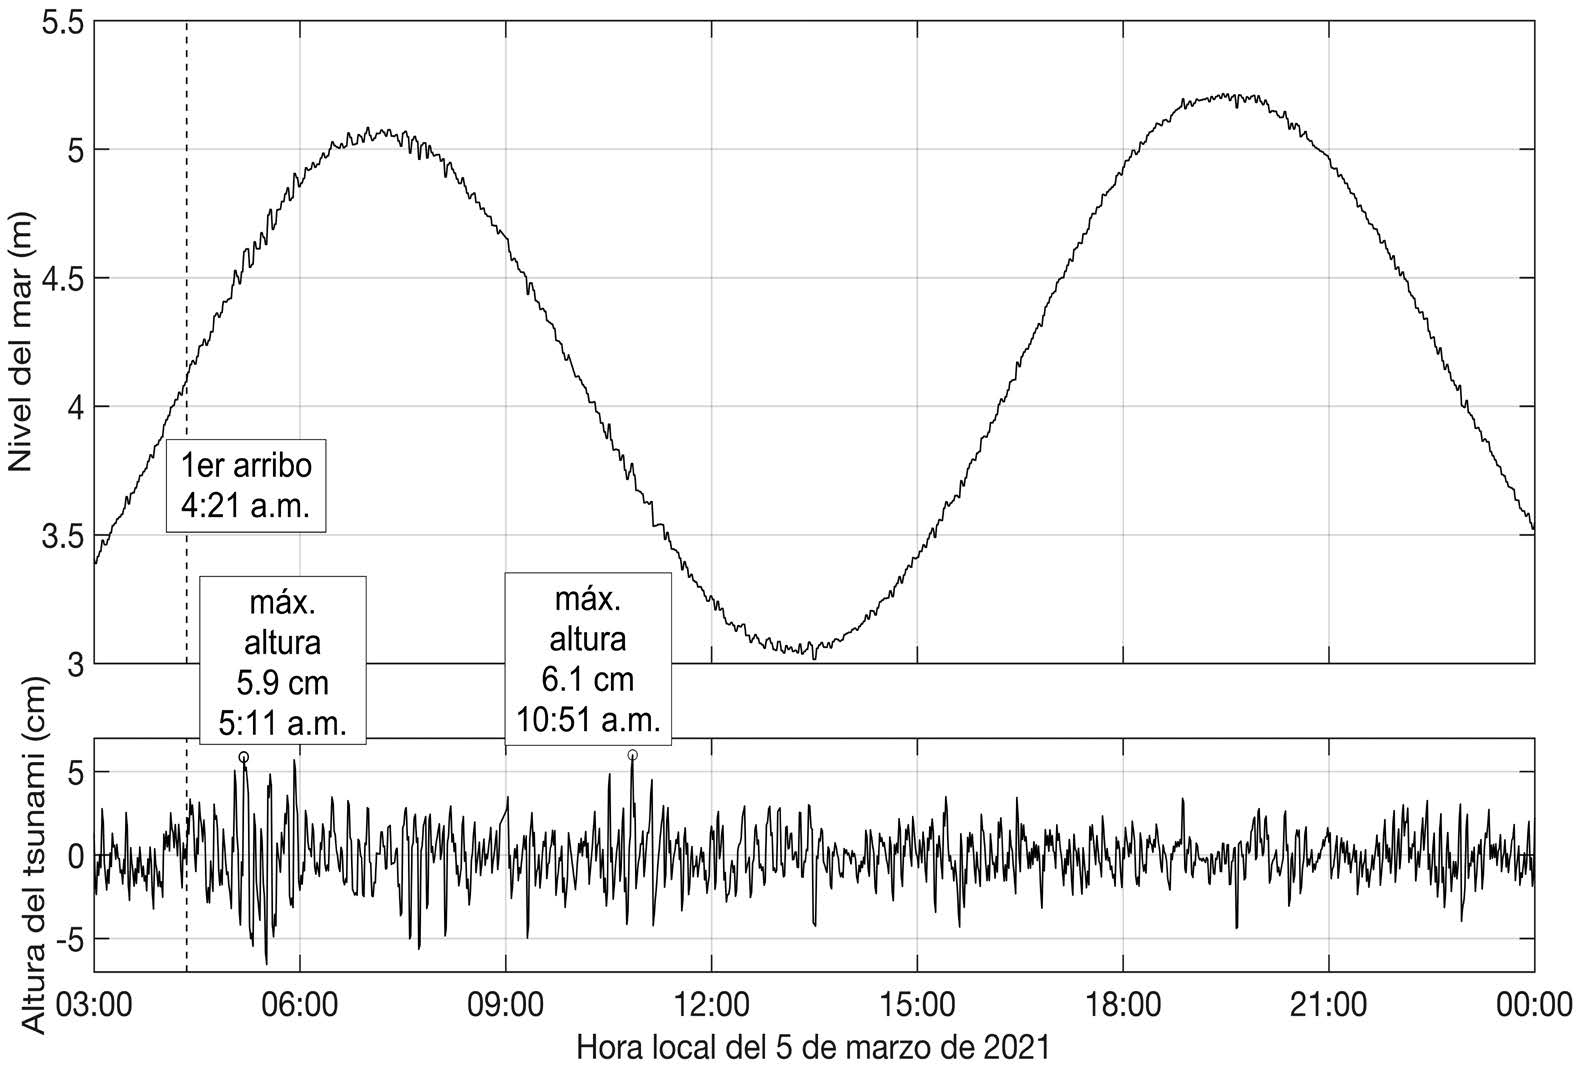 5.5
5
4.5
4
3.5
3
Nivel del mar (m)
1er arribo
4:21 a.m.
máx.
altura
5.9 cm
5:11 a.m.
máx.
altura
6.1 cm
10:51 a.m.
5
0
-5
Altura del tsunami (cm)
03:00 06:00 09:00 12:00 15:00 18:00 21:00 00:00
Hora local del 5 de marzo de 2021